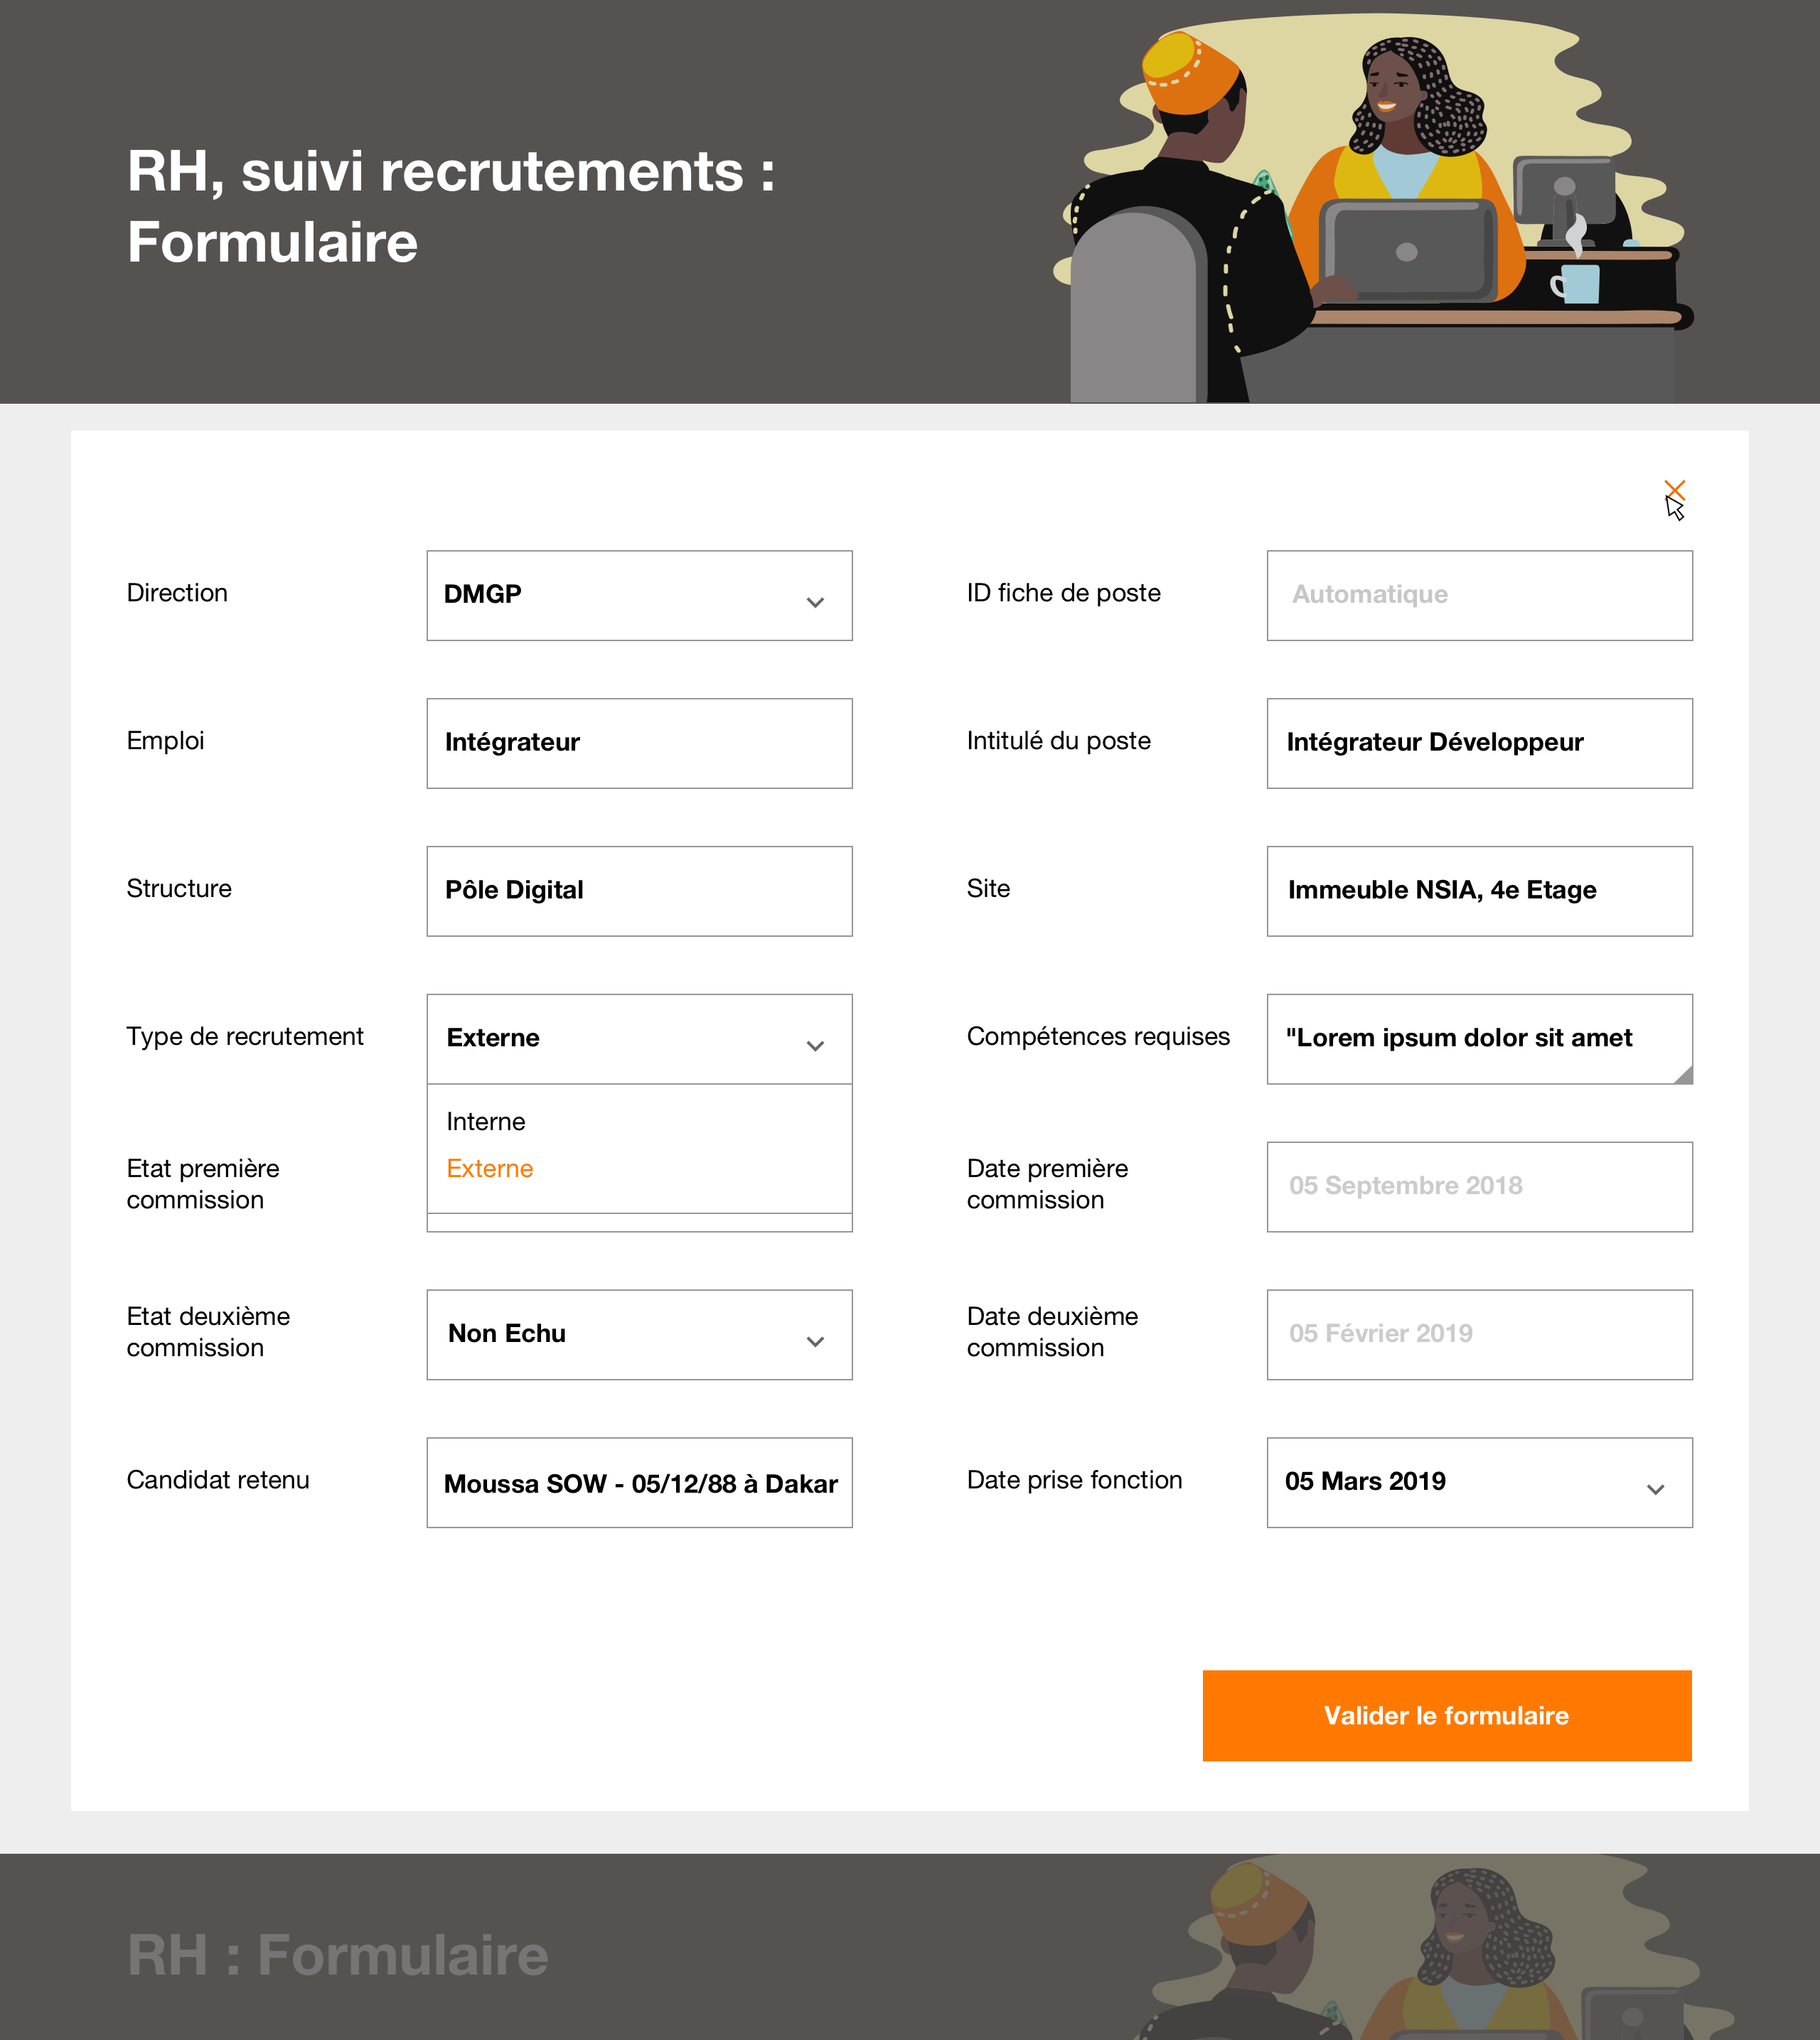 RH, suivi recrutements :
Formulaire
Direction
DMGP
ID fiche de poste
Automatique
Emploi
Intégrateur
Intitulé du poste
Intégrateur Développeur
Structure
Pôle Digital
Site
Immeuble NSIA, 4e Etage
Type de recrutement
Externe
Interne
Externe
Compétences requises
"Lorem ipsum dolor sit amet
Etat première
commission
Date première
commission
05 Septembre 2018
Etat deuxième
commission
Non Echu
Date deuxième
commission
05 Février 2019
Candidat retenu
Moussa SOW - 05/12/88 à Dakar
Date prise fonction
05 Mars 2019
Valider le formulaire
RH : Formulaire